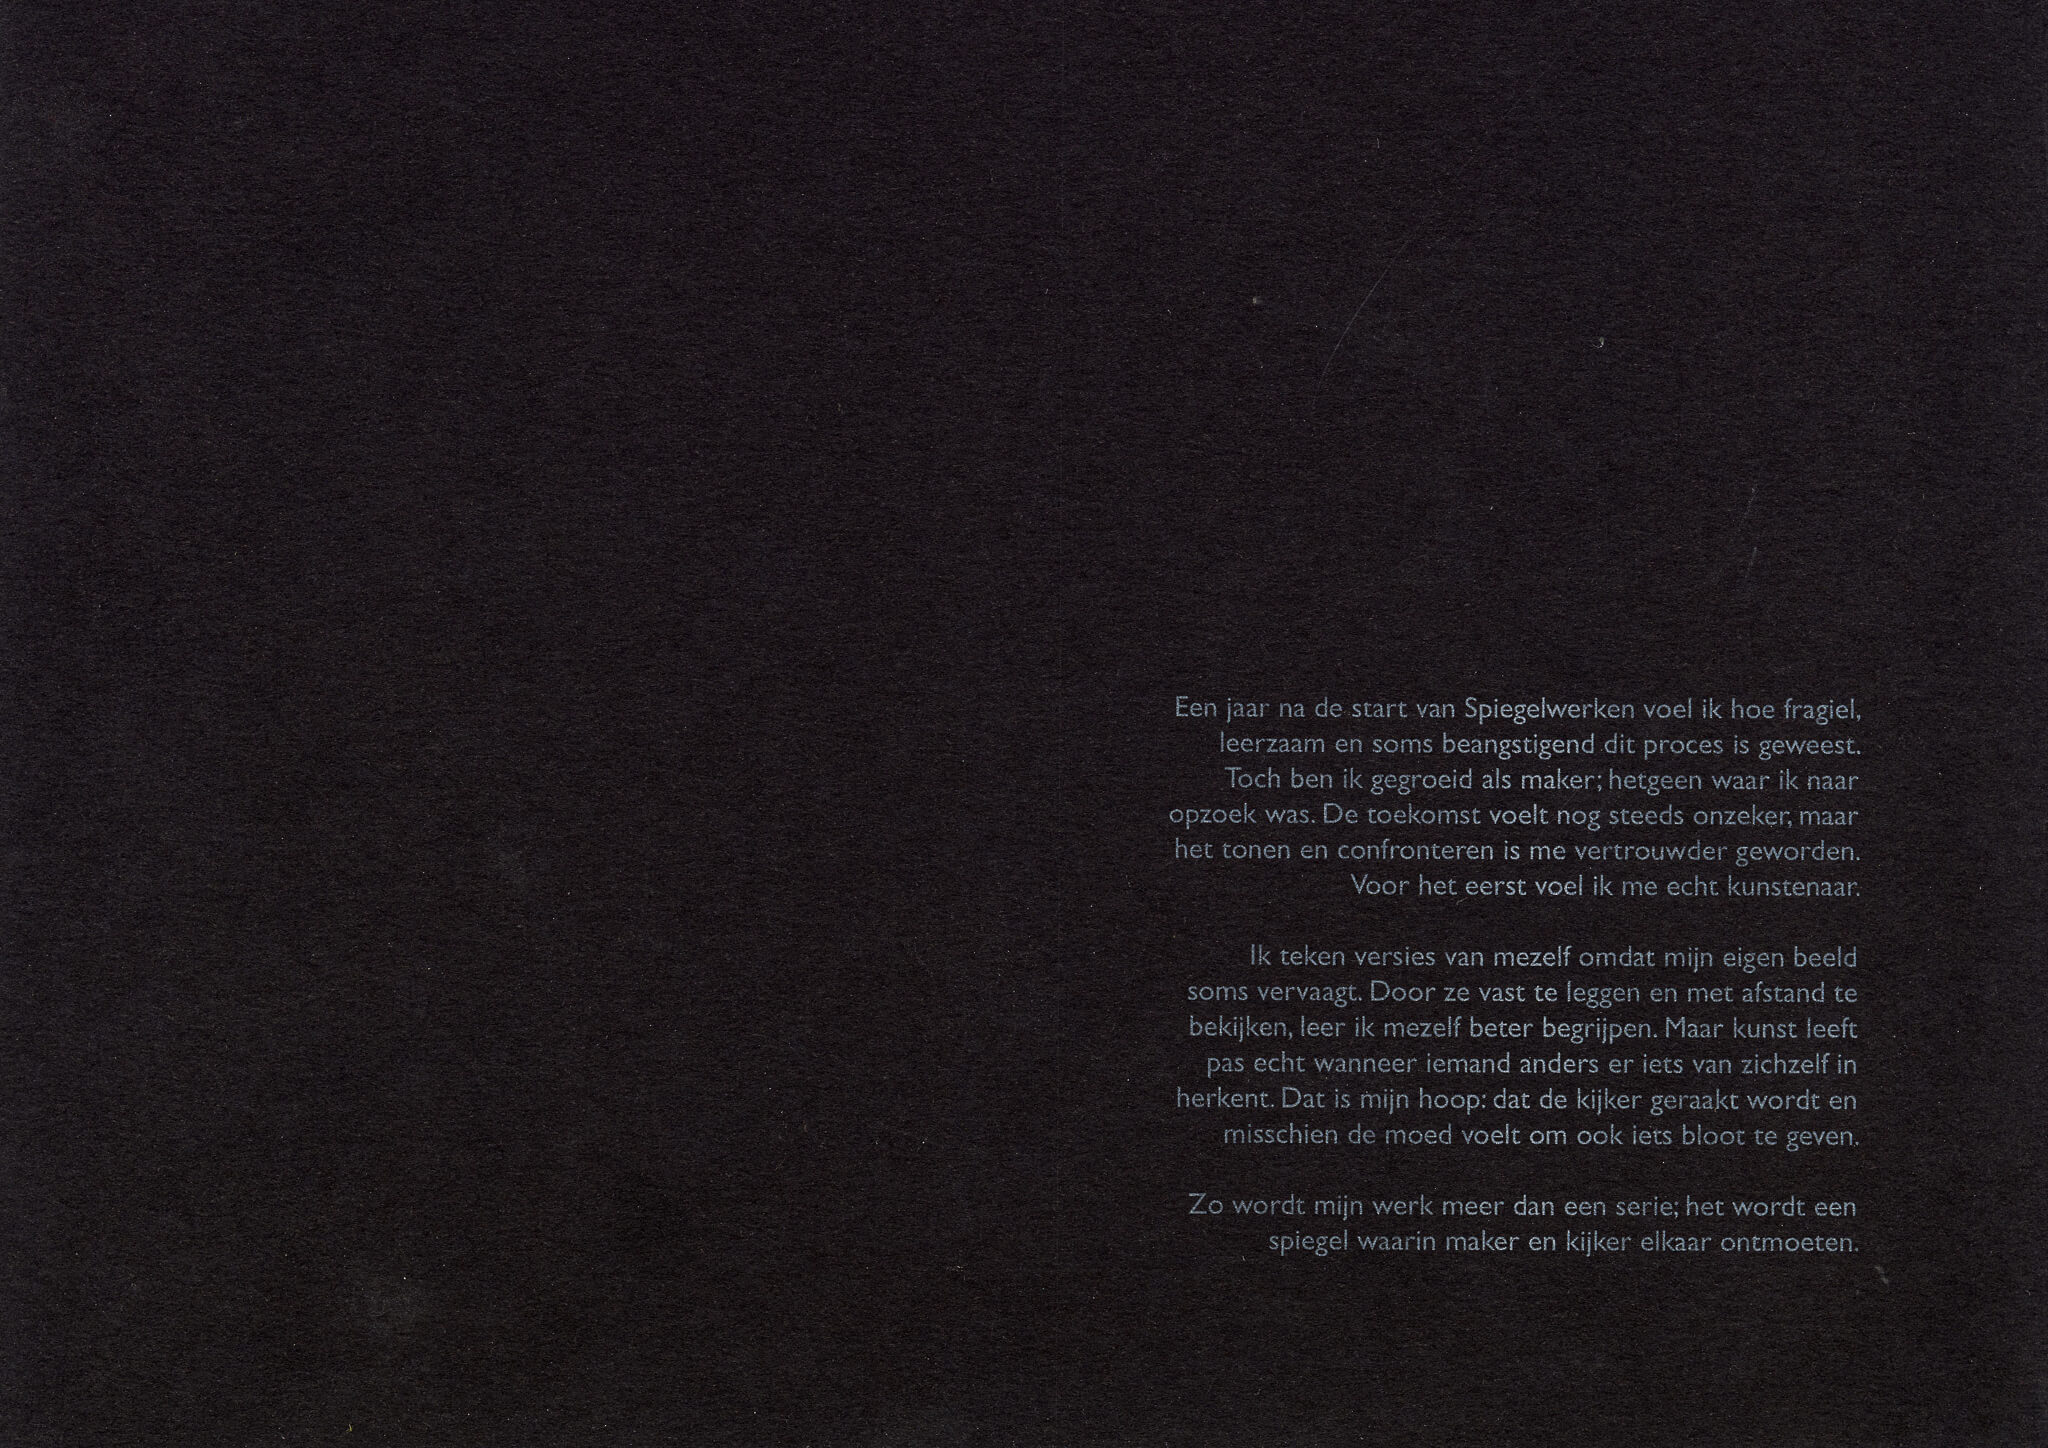 Een jaar na de start van Spiegelwerken voel ik hoe fragiel,
leerzaam en soms beangstigend dit proces is geweest.
Toch ben ik gegroeid als maker; hetgeen waar ik naar
opzoek was. De toekomst voelt nog steeds onzeker, maar
het tonen en confronteren is me vertrouwder geworden.
Voor het eerst voel ik me echt kunstenaar.
Ik teken versies van mezelf omdat mijn eigen beeld
soms vervaagt. Door ze vast te leggen en met afstand te
bekijken, leer ik mezelf beter begrijpen. Maar kunst leeft
pas echt wanneer iemand anders er iets van zichzelf in
herkent. Dat is mijn hoop: dat de kijker geraakt wordt en
misschien de moed voelt om ook iets bloot te geven.
Zo wordt mijn werk meer dan een serie; het wordt een
spiegel waarin maker en kijker elkaar ontmoeten.